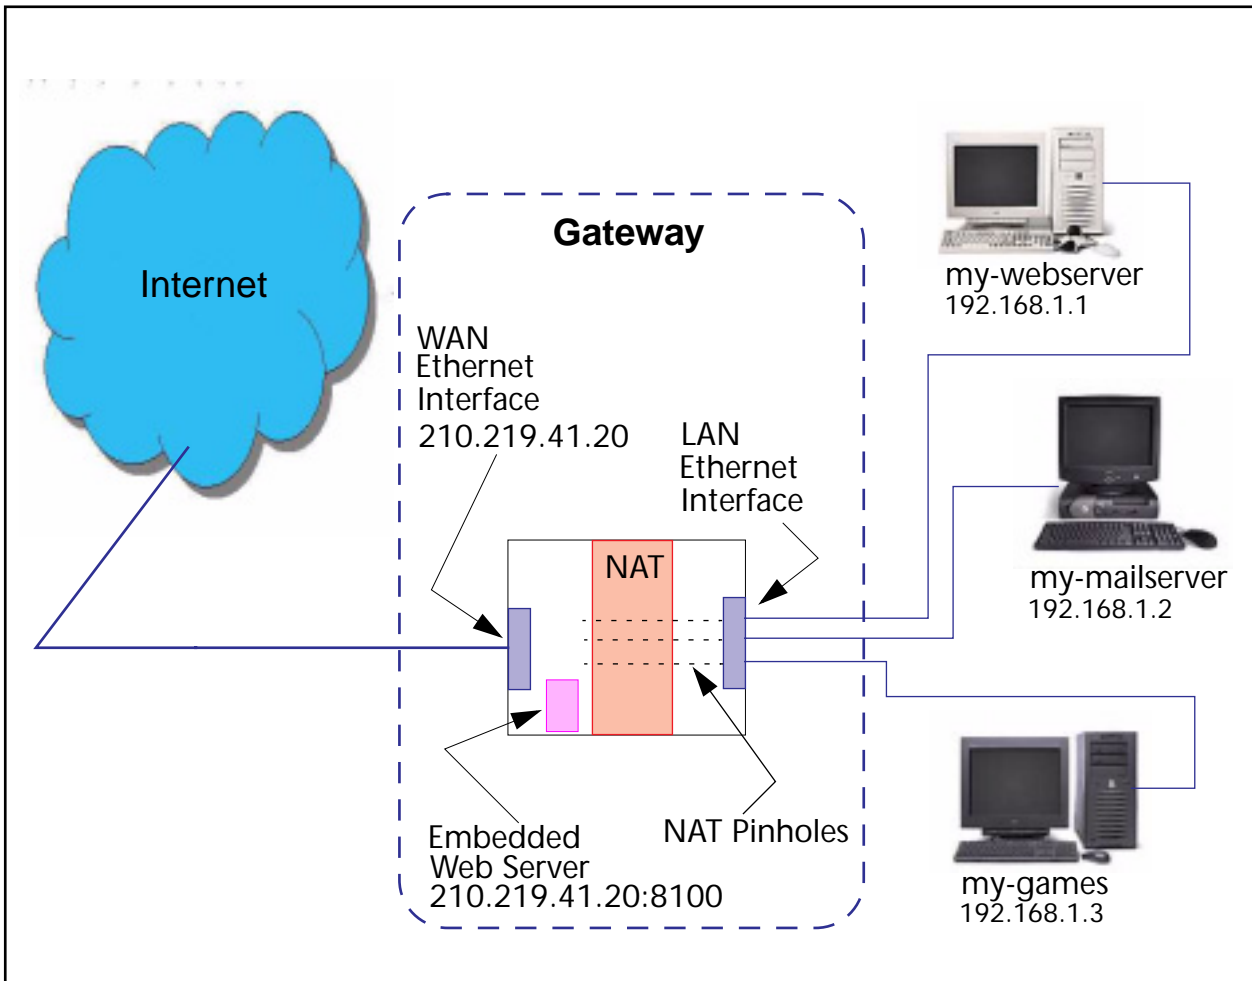 Gateway
Internet
WAN
Ethernet
Interface
210.219.41.20
LAN
Ethernet
Interface
NAT
Embedded
Web Server
210.219.41.20:8100
NAT Pinholes
my-webserver
192.168.1.1
my-mailserver
192.168.1.2
my-games
192.168.1.3